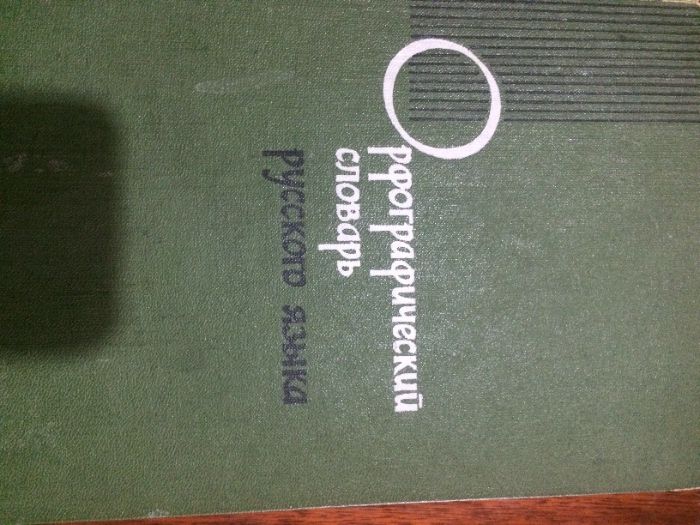 Орфографический
словарь
русского языка